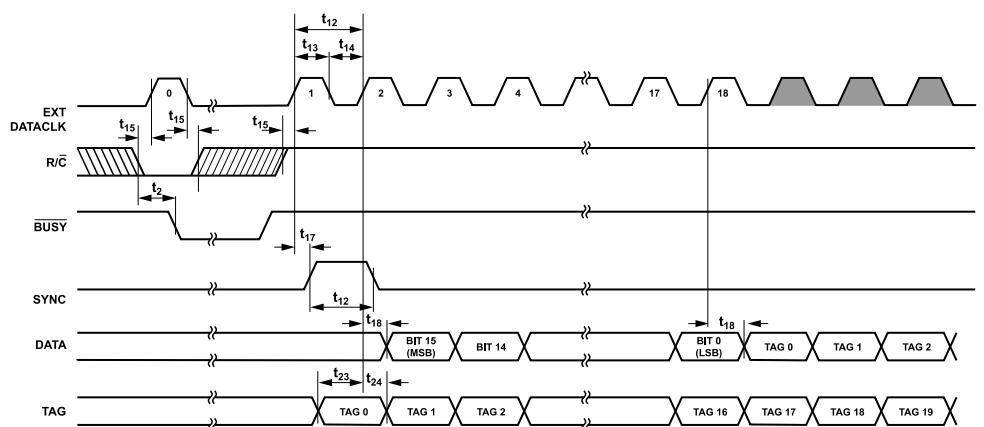 t12
t13 t14
0 1 2 3 4 17 18
EXT
DATACLK
t15 t15 t15
R/C̅
t2
B̅U̅S̅Y̅
t17
SYNC
t12
t18 t18
DATA
BIT 15
(MSB)
BIT 14
BIT 0
(LSB)
TAG 0 TAG 1 TAG 2
t23 t24
TAG
TAG 0 TAG 1 TAG 2 TAG 16 TAG 17 TAG 18 TAG 19